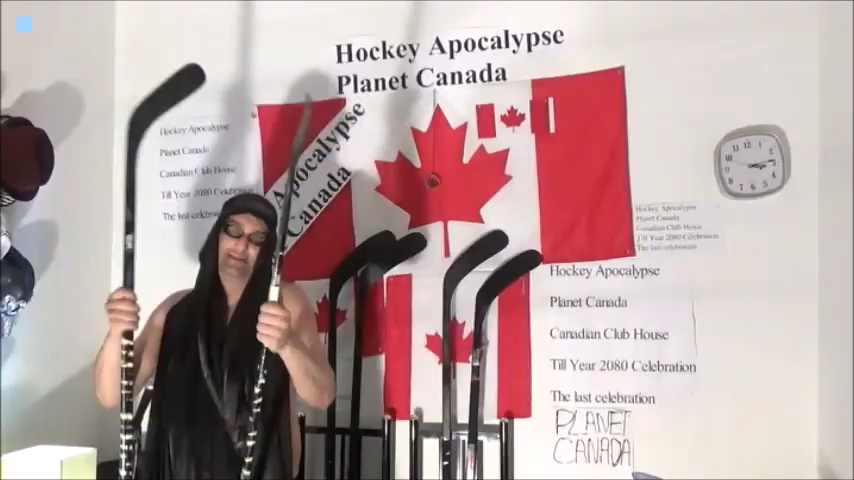 Hockey Apocalypse
Planet Canada
Hockey Apocalypse
Planet Canada
Canadian Club House
Till Year 2080 Celebration
The last
Apocalypse
Canada
Hockey Apocalypse
Planet Canada
Canadian Club House
Till Year 2080 Celebration
The last celebration
Hockey Apocalypse
Planet Canada
Canadian Club House
Till Year 2080 Celebration
The last celebration
PLANET
CANADA